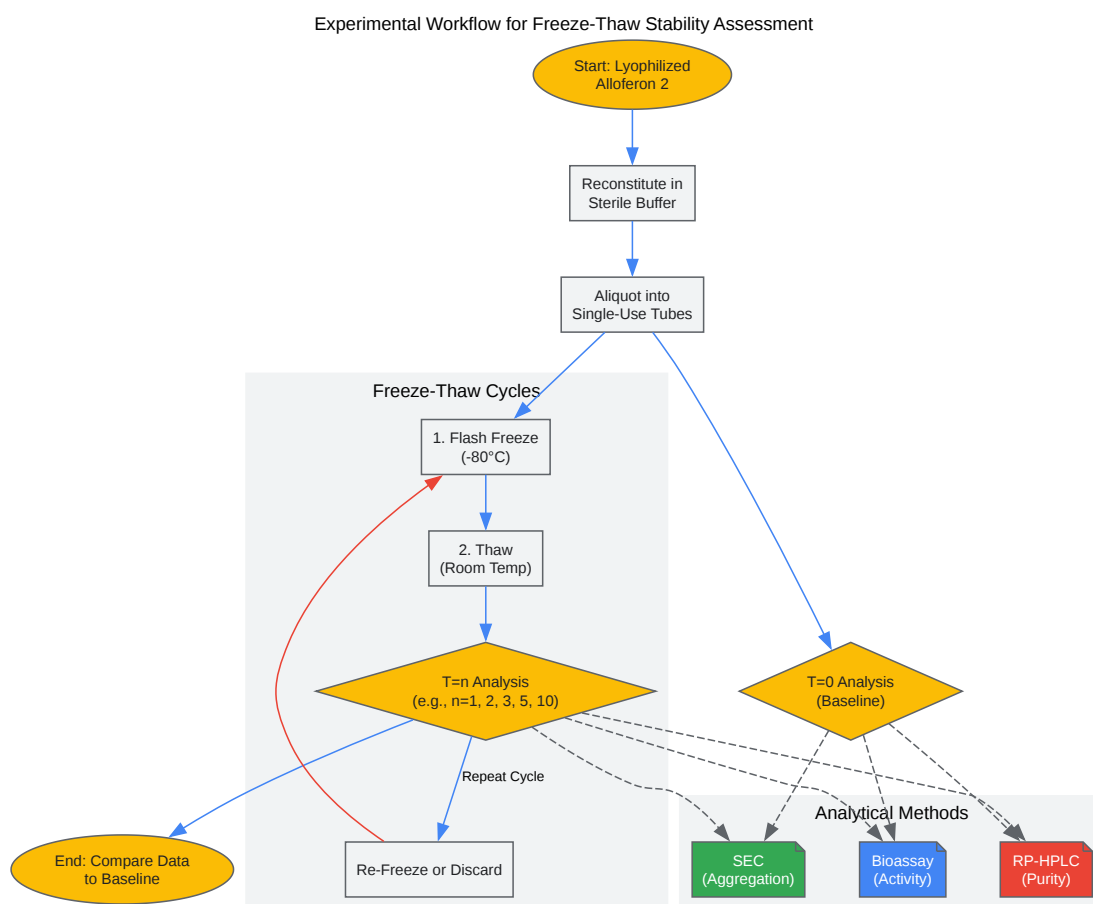 Experimental Workflow for Freeze-Thaw Stability Assessment
Start: Lyophilized
Alloferon 2
Reconstitute in
Sterile Buffer
Aliquot into
Single-Use Tubes
Freeze-Thaw Cycles
1. Flash Freeze
(-80°C)
2. Thaw
(Room Temp)
T=n Analysis
(e.g., n=1, 2, 3, 5, 10)
T=0 Analysis
(Baseline)
Repeat Cycle
Analytical Methods
End: Compare Data
to Baseline
Re-Freeze or Discard
SEC
(Aggregation)
Bioassay
(Activity)
RP-HPLC
(Purity)